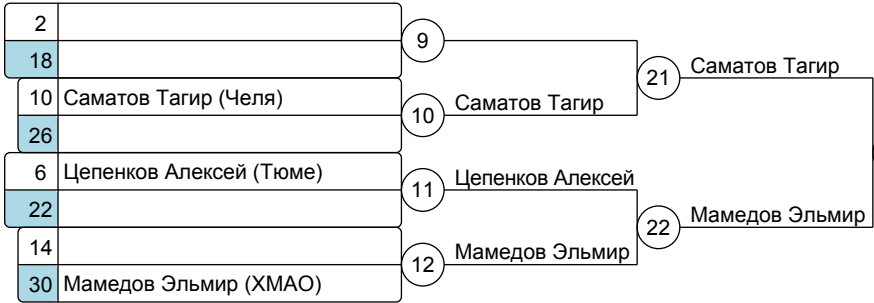 2
9
18
21 Саматов Тагир
10 Саматов Тагир (Челя)
10 Саматов Тагир
26
6 Цепенков Алексей (Тюме)
11 Цепенков Алексей
22
22 Мамедов Эльмир
14
12 Мамедов Эльмир
30 Мамедов Эльмир (ХМАО)